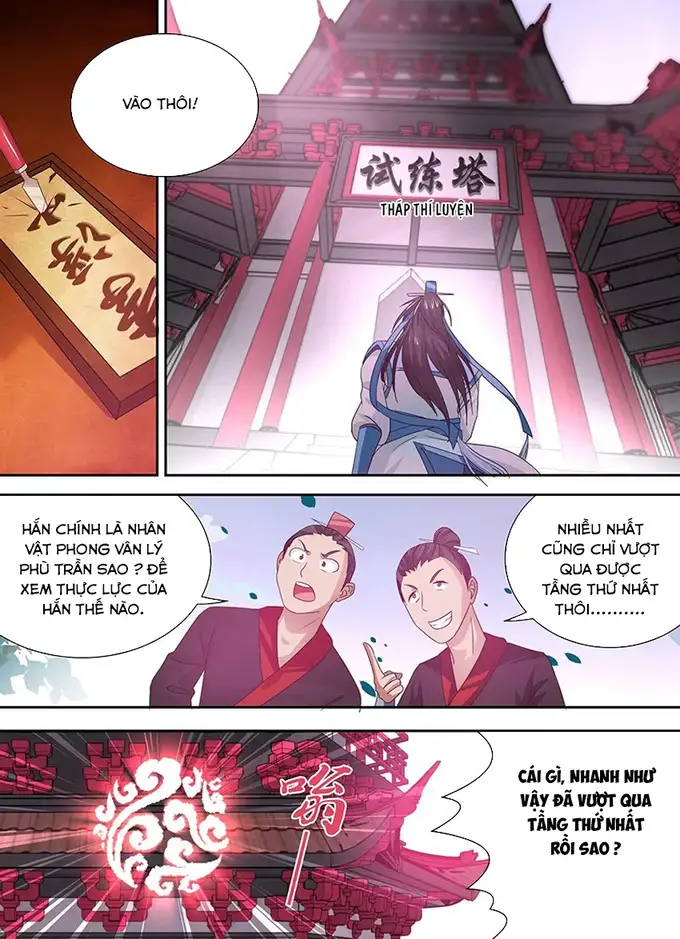 VÀO THÔI!
试练塔
THÁP THÍ LUYỆN
HẮN CHÍNH LÀ NHÂN
VẬT PHONG VÂN LÝ
PHÙ TRẦN SAO ? ĐỂ
XEM THỰC LỰC CỦA
HẮN THẾ NÀO.
NHIỀU NHẤT
CŨNG CHỈ VƯỢT
QUA ĐƯỢC
TẦNG THỨ NHẤT
THÔI..........
嗡—
CÁI GÌ, NHANH NHƯ
VẬY ĐÃ VƯỢT QUA
TẦNG THỨ NHẤT
RỒI SAO ?